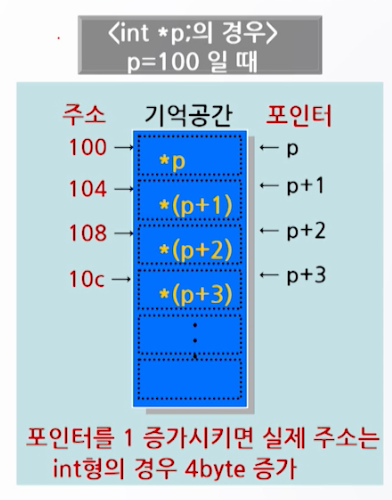 <int *p;의 경우>
p=100 일 때
주소 기억공간 포인터
100 → *p ← p
104 → *(p+1) ← p+1
108 → *(p+2) ← p+2
10c → *(p+3) ← p+3
포인터를 1 증가시키면 실제 주소는
int형의 경우 4byte 증가